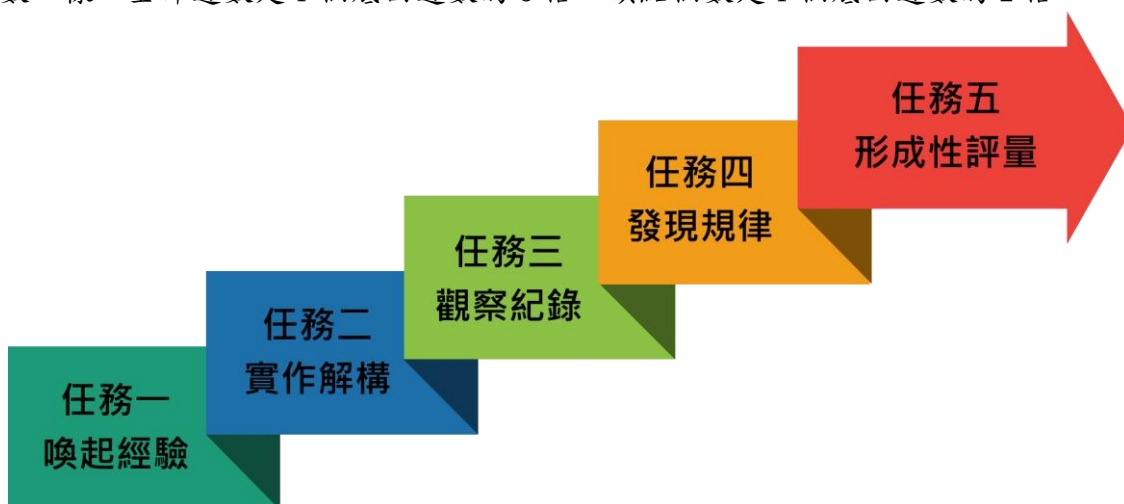 任務一
喚起經驗
任務二
實作解構
任務三
觀察紀錄
任務四
發現規律
任務五
形成性評量